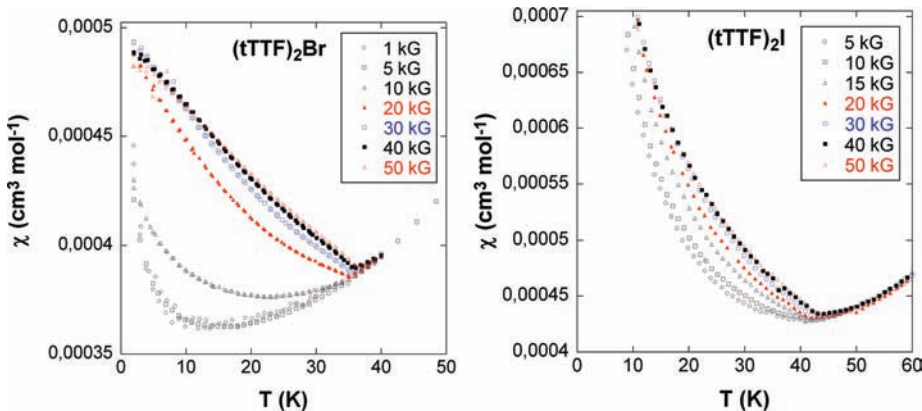 0,0005
0,00045
0,0004
0,00035
χ (cm³ mol⁻¹)
(tTTF)₂Br
1 kG
5 kG
10 kG
20 kG
30 kG
40 kG
50 kG
0 10 20 30 40 50
T (K)
0,0007
0,00065
0,0006
0,00055
0,0005
0,00045
0,0004
χ (cm³ mol⁻¹)
(tTTF)₂I
5 kG
10 kG
15 kG
20 kG
30 kG
40 kG
50 kG
0 10 20 30 40 50 60
T (K)